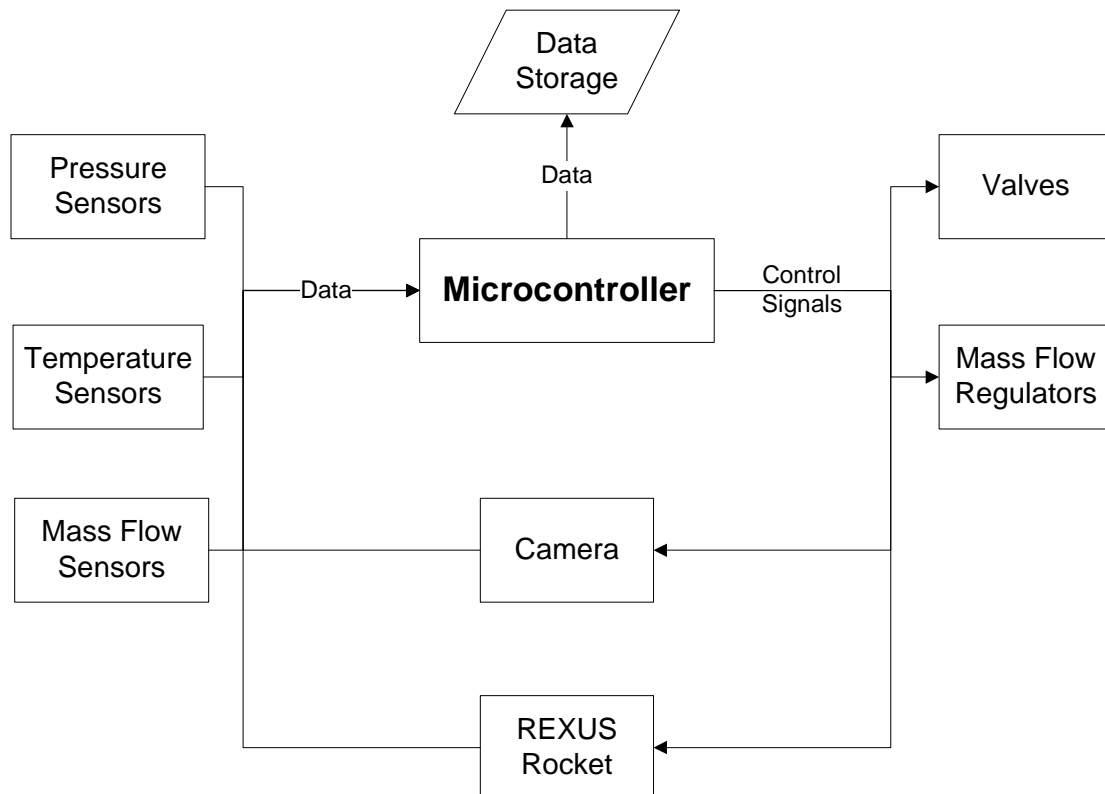 Data
Storage
Pressure
Sensors
Data
Valves
Data
Microcontroller
Control
Signals
Temperature
Sensors
Mass Flow
Regulators
Mass Flow
Sensors
Camera
REXUS
Rocket